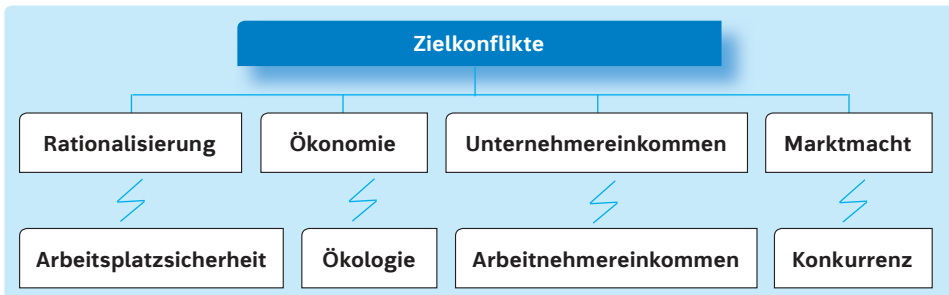 Zielkonflikte
Rationalisierung
Ökonomie
Unternehmereinkommen
Marktmacht
Arbeitsplatzsicherheit
Ökologie
Arbeitnehmereinkommen
Konkurrenz